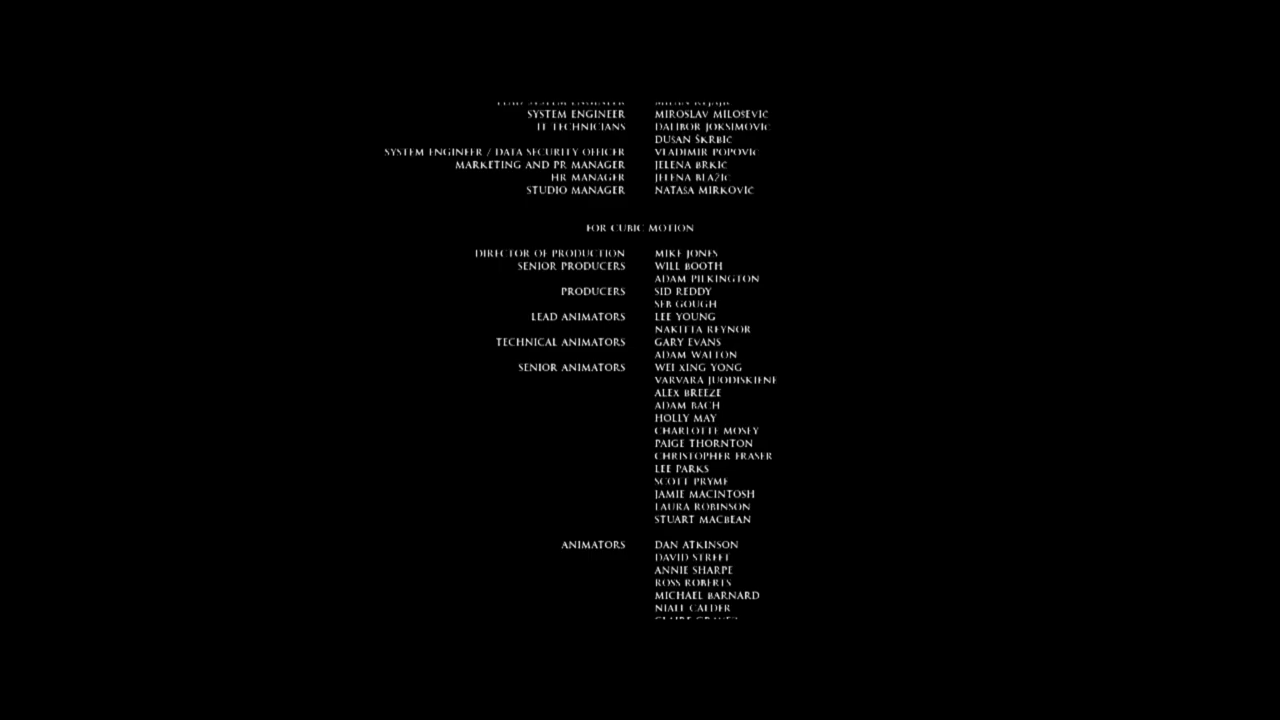 SYSTEM ENGINEER MIROSLAV MILOŠEVIĆ
IT TECHNICIANS DALIBOR JOKSIMOVIĆ
DUŠAN ŠKRBIĆ
SYSTEM ENGINEER / DATA SECURITY OFFICER VLADIMIR POPOVIĆ
MARKETING AND PR MANAGER JELENA BRKIĆ
HR MANAGER JELENA BLAŽIĆ
STUDIO MANAGER NATAŠA MIRKOVIĆ
FOR CUBIC MOTION
DIRECTOR OF PRODUCTION MIKE JONES
SENIOR PRODUCERS WILL BOOTH
ADAM PILKINGTON
PRODUCERS SID REDDY
SEB GOUGH
LEAD ANIMATORS LEE YOUNG
NAKITTA REYNOR
TECHNICAL ANIMATORS GARY EVANS
ADAM WALTON
SENIOR ANIMATORS WEI XING YONG
VARVARA JUODISKIENE
ALEX BREEZE
ADAM BACH
HOLLY MAY
CHARLOTTE MOSEY
PAIGE THORNTON
CHRISTOPHER FRASER
LEE PARKS
SCOTT PRYME
JAMIE MACINTOSH
LAURA ROBINSON
STUART MACBEAN
ANIMATORS DAN ATKINSON
DAVID STREET
ANNIE SHARPE
ROSS ROBERTS
MICHAEL BARNARD
NIALL CALDER